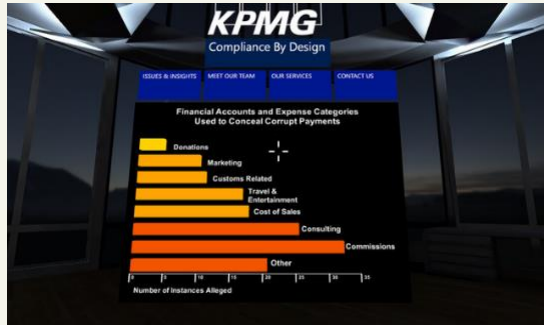 KPMG
Compliance By Design
ISSUES & INSIGHTS MEET OUR TEAM OUR SERVICES CONTACT US
Financial Accounts and Expense Categories
Used to Conceal Corrupt Payments
Donations
Marketing
Customs Related
Travel &
Entertainment
Cost of Sales
Consulting
Commissions
Other
0 5 10 15 20 25 30 35
Number of Instances Alleged